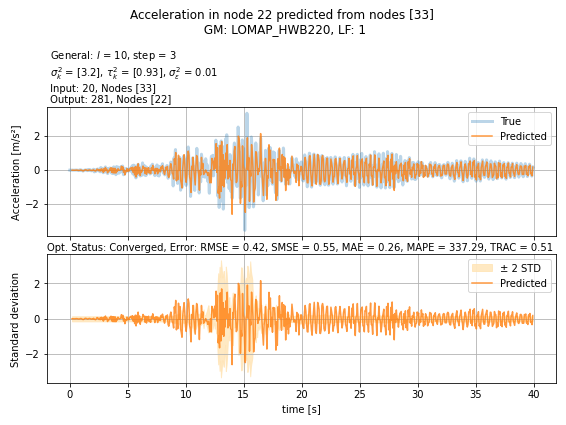 Acceleration in node 22 predicted from nodes [33]
GM: LOMAP_HWB220, LF: 1
General: l = 10, step = 3
σ²ₖ = [3.2], τ²ₖ = [0.93], σ²ε = 0.01
Input: 20, Nodes [33]
Output: 281, Nodes [22]
Acceleration [m/s²]
2
0
−2
True
Predicted
Opt. Status: Converged, Error: RMSE = 0.42, SMSE = 0.55, MAE = 0.26, MAPE = 337.29, TRAC = 0.51
Standard deviation
2
0
−2
± 2 STD
Predicted
0 5 10 15 20 25 30 35 40
time [s]